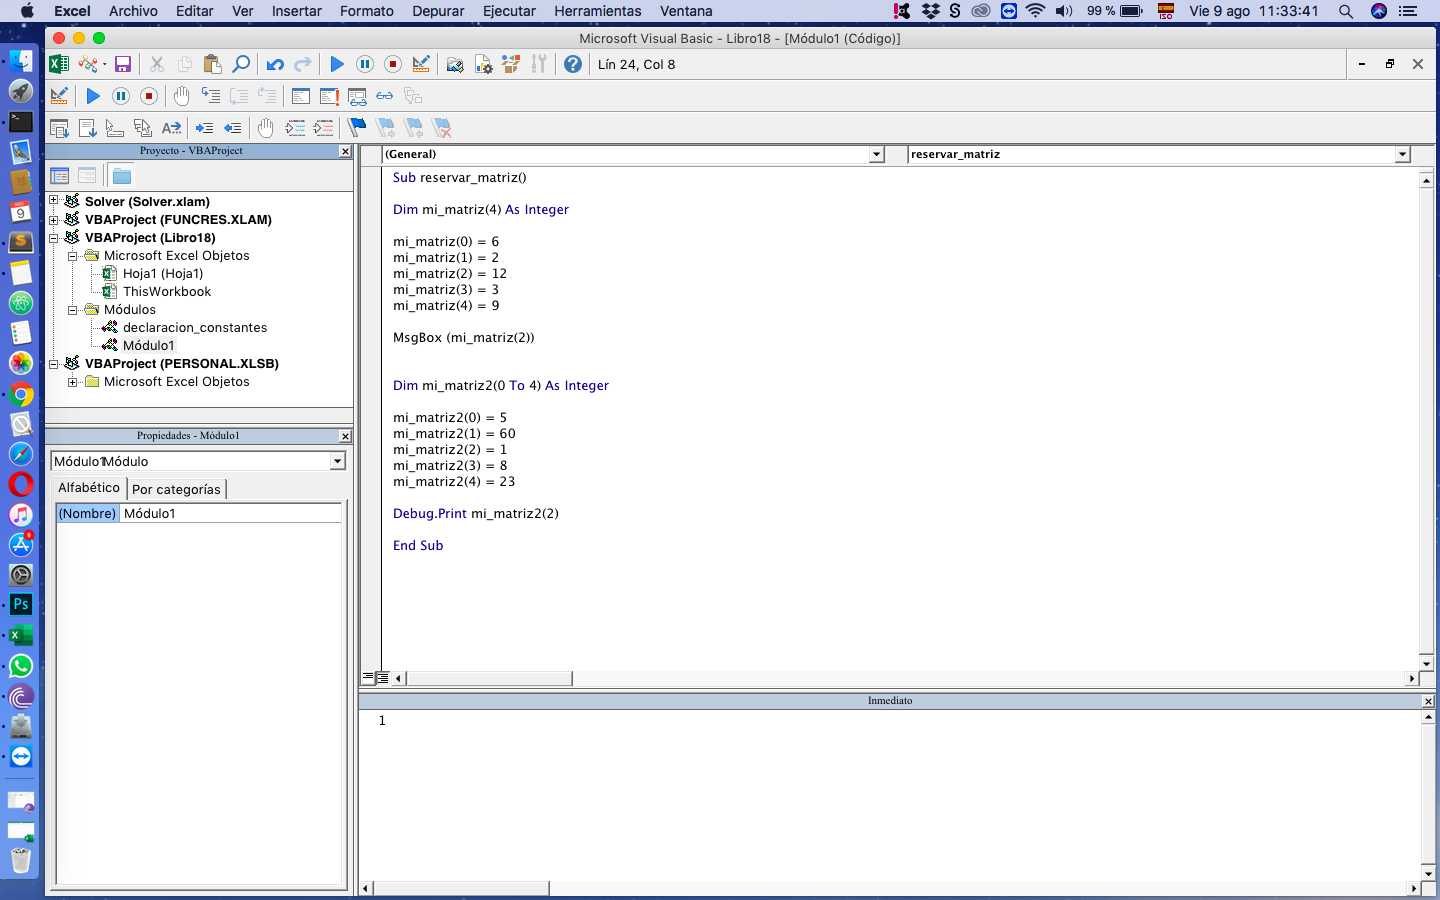 Excel Archivo Editar Ver Insertar Formato Depurar Ejecutar Herramientas Ventana 99 % ISO Vie 9 ago 11:33:41
Microsoft Visual Basic - Libro18 - [Módulo1 (Código)]
Lín 24, Col 8
Proyecto - VBAProject
Solver (Solver.xlam)
VBAProject (FUNCRES.XLAM)
VBAProject (Libro18)
Microsoft Excel Objetos
Hoja1 (Hoja1)
ThisWorkbook
Módulos
declaracion_constantes
Módulo1
VBAProject (PERSONAL.XLSB)
Microsoft Excel Objetos
Propiedades - Módulo1
Módulo1 Módulo
Alfabético Por categorías
(Nombre) Módulo1
(General) reservar_matriz
Sub reservar_matriz()
Dim mi_matriz(4) As Integer
mi_matriz(0) = 6
mi_matriz(1) = 2
mi_matriz(2) = 12
mi_matriz(3) = 3
mi_matriz(4) = 9
MsgBox (mi_matriz(2))
Dim mi_matriz2(0 To 4) As Integer
mi_matriz2(0) = 5
mi_matriz2(1) = 60
mi_matriz2(2) = 1
mi_matriz2(3) = 8
mi_matriz2(4) = 23
Debug.Print mi_matriz2(2)
End Sub
Inmediato
1
9
Ps